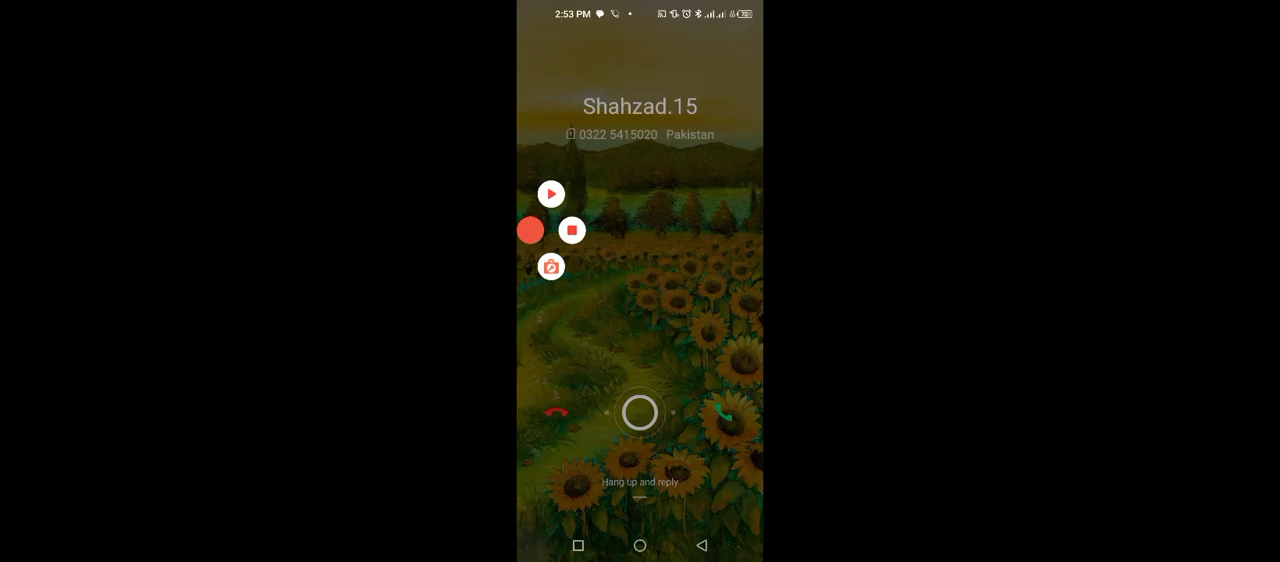 2:53 PM
Shahzad.15
0322 5415020 Pakistan
Hang up and reply